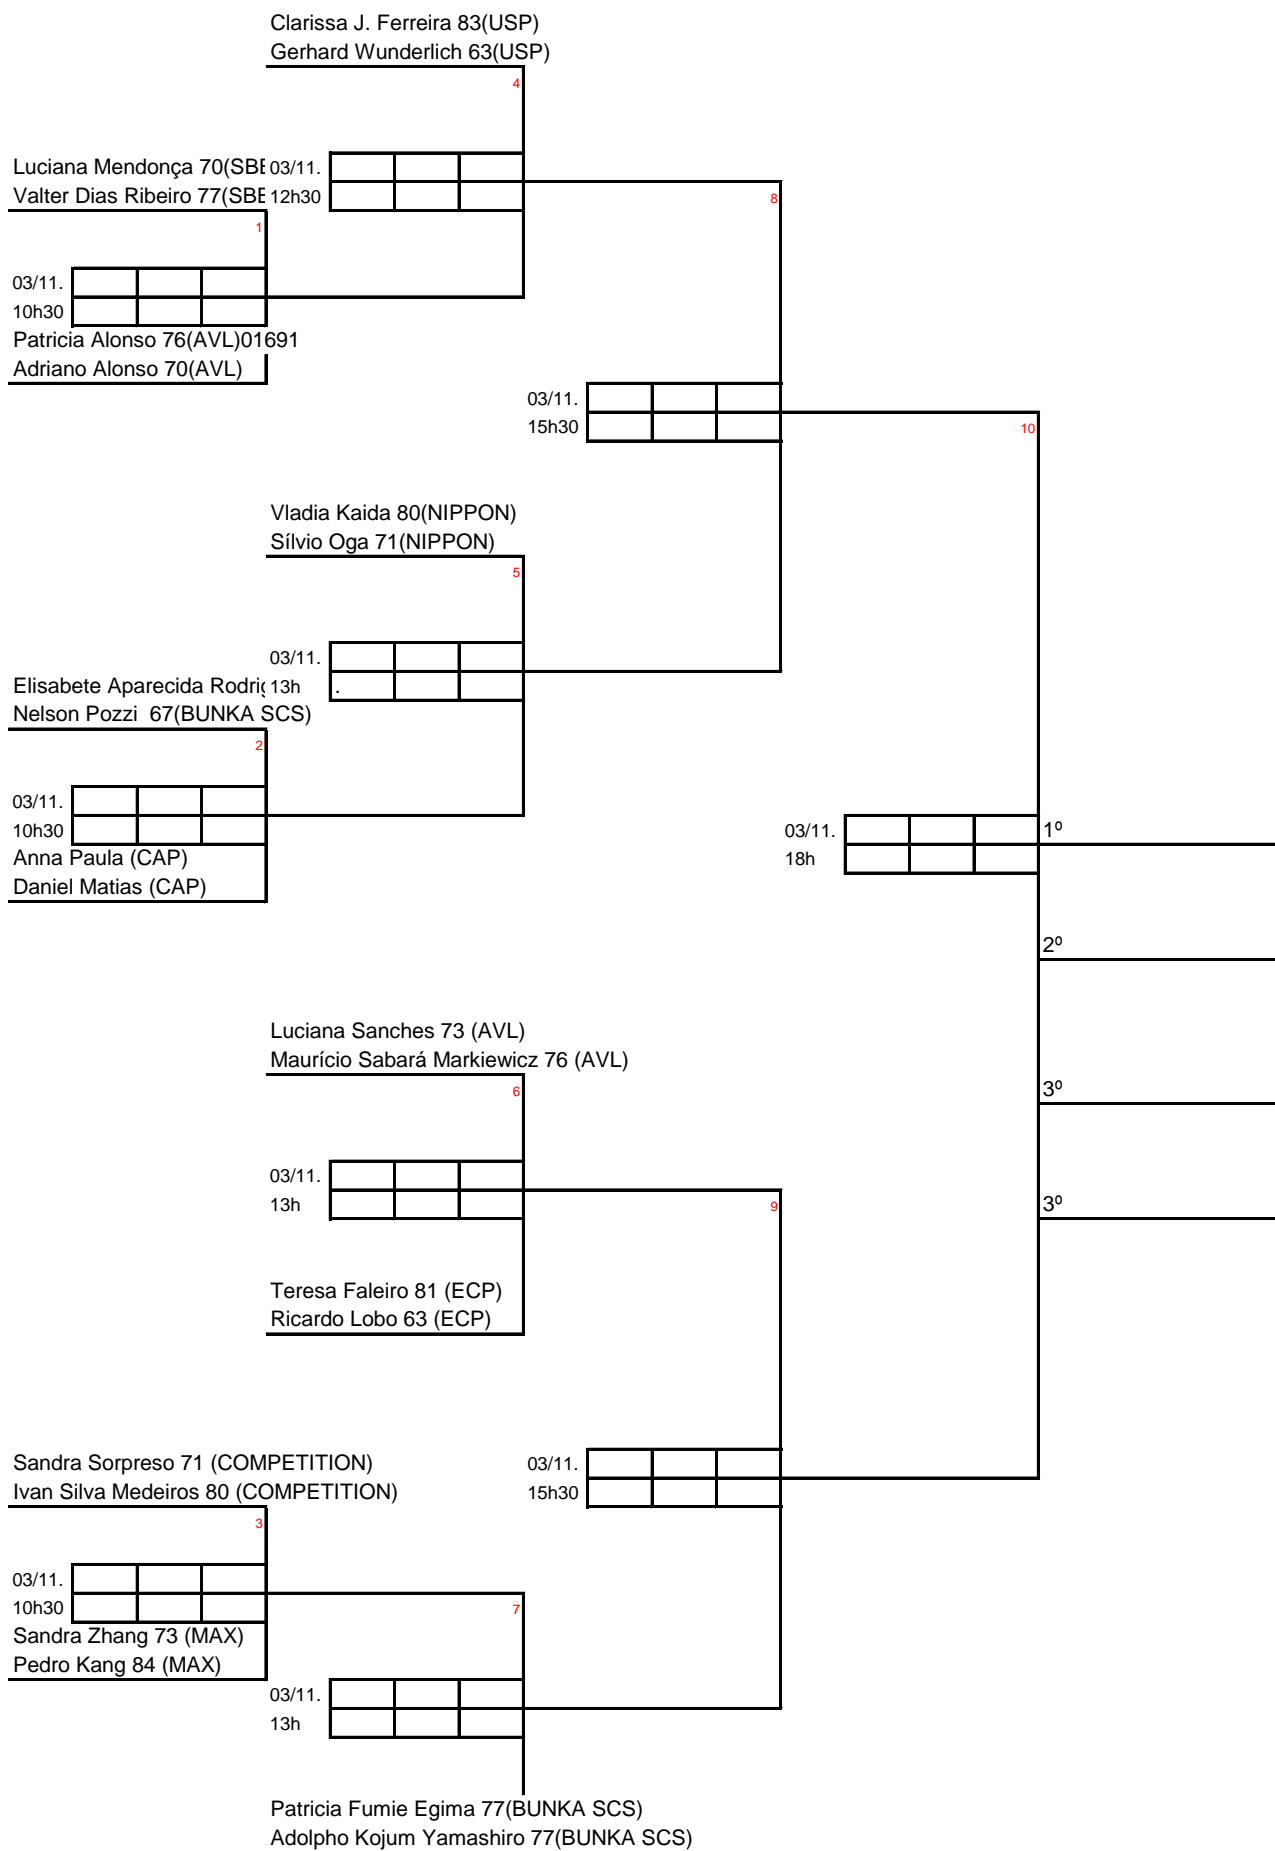 Clarissa J. Ferreira 83(USP)
Gerhard Wunderlich 63(USP)
4
Luciana Mendonça 70(SBE
03/11.
Valter Dias Ribeiro 77(SBE
12h30
8
1
03/11.
10h30
Patricia Alonso 76(AVL)01691
Adriano Alonso 70(AVL)
03/11.
15h30
10
Vladia Kaida 80(NIPPON)
Sílvio Oga 71(NIPPON)
5
03/11.
Elisabete Aparecida
13h
.
Nelson Pozzi 67(BUNKA SCS)
2
03/11.
10h30
Anna Paula (CAP)
Daniel Matias (CAP)
03/11.
18h
1º
2º
Luciana Sanches 73 (AVL)
Maurício Sabará Markiewicz 76 (AVL)
6
3º
03/11.
13h
9
3º
Teresa Faleiro 81 (ECP)
Ricardo Lobo 63 (ECP)
Sandra Sorpreso 71 (COMPETITION)
Ivan Silva Medeiros 80 (COMPETITION)
03/11.
15h30
3
03/11.
10h30
7
Sandra Zhang 73 (MAX)
Pedro Kang 84 (MAX)
03/11.
13h
Patricia Fumie Egima 77(BUNKA SCS)
Adolpho Kojum Yamashiro 77(BUNKA SCS)